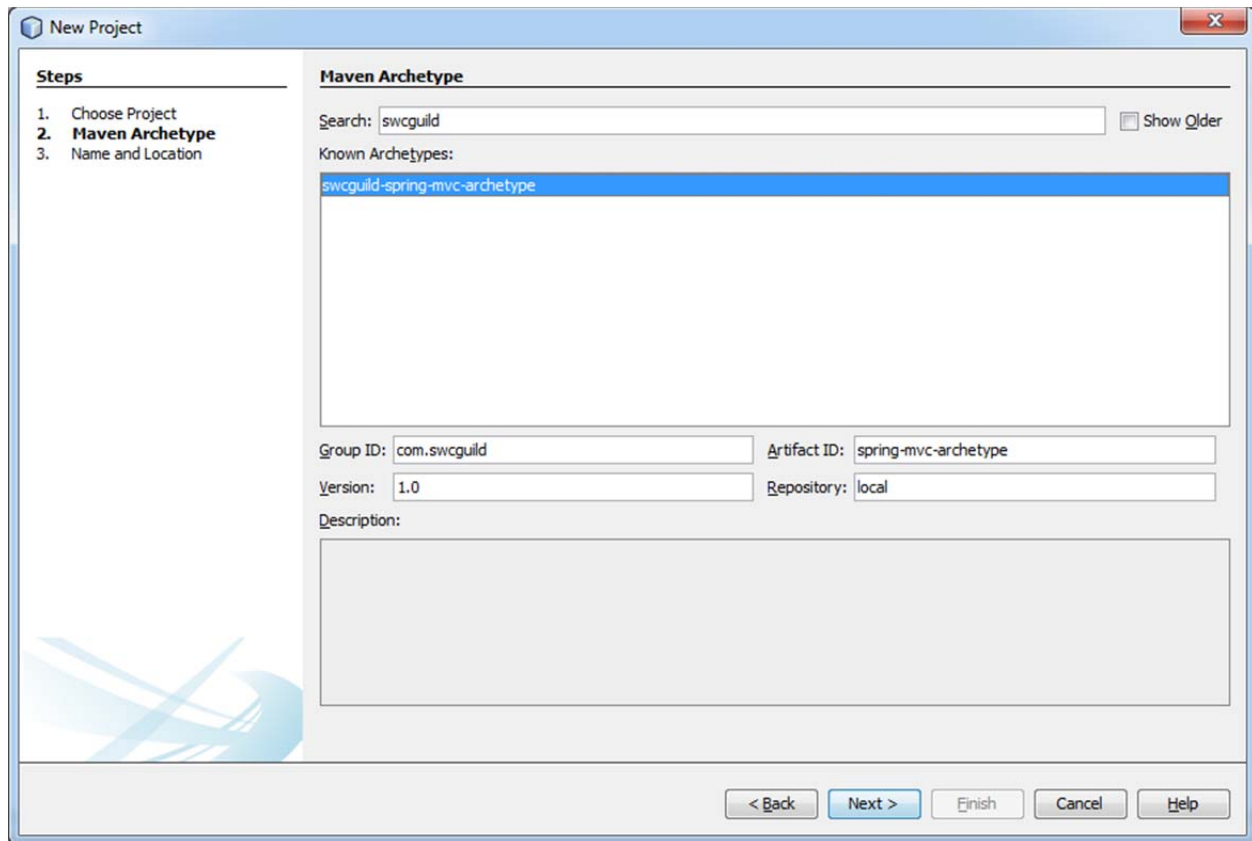 New Project
Steps
1. Choose Project
2. Maven Archetype
3. Name and Location
Maven Archetype
Search: swcguild Show Older
Known Archetypes:
swcguild-spring-mvc-archetype
Group ID: com.swcguild Artifact ID: spring-mvc-archetype
Version: 1.0 Repository: local
Description:
< Back Next > Finish Cancel Help